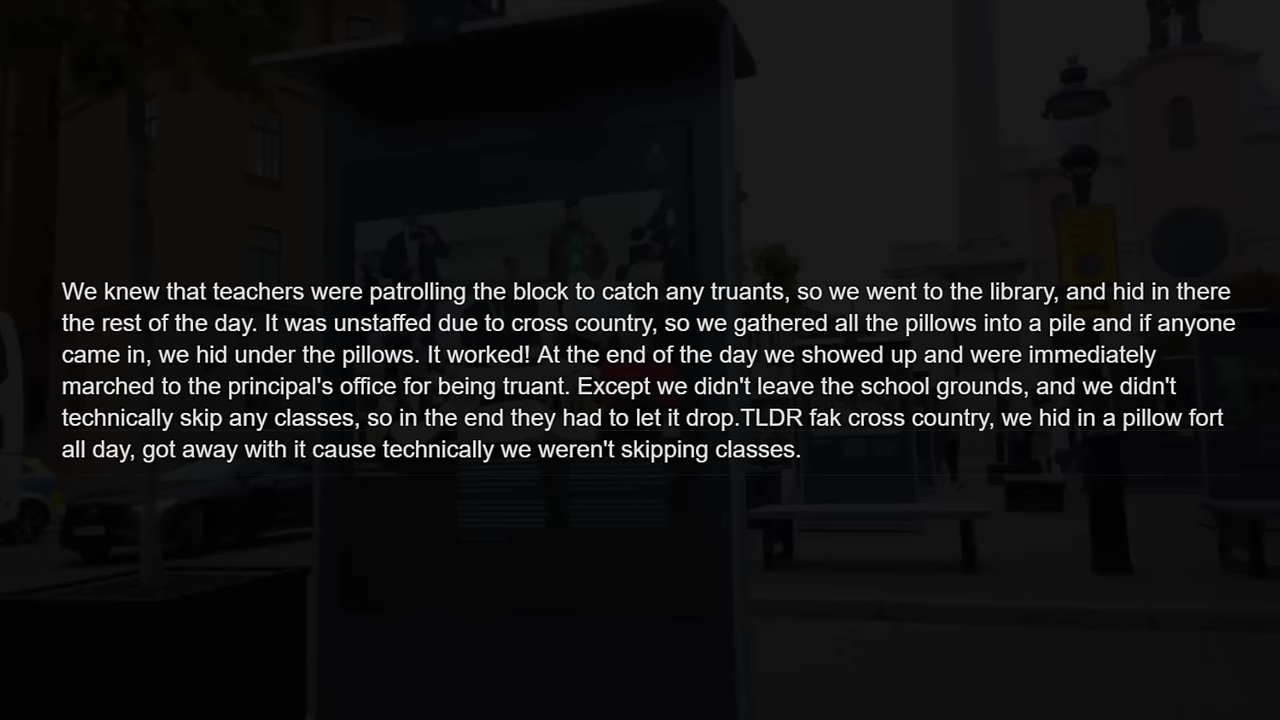 We knew that teachers were patrolling the block to catch any truants, so we went to the library, and hid in there
the rest of the day. It was unstaffed due to cross country, so we gathered all the pillows into a pile and if anyone
came in, we hid under the pillows. It worked! At the end of the day we showed up and were immediately
marched to the principal's office for being truant. Except we didn't leave the school grounds, and we didn't
technically skip any classes, so in the end they had to let it drop.TLDR fak cross country, we hid in a pillow fort
all day, got away with it cause technically we weren't skipping classes.